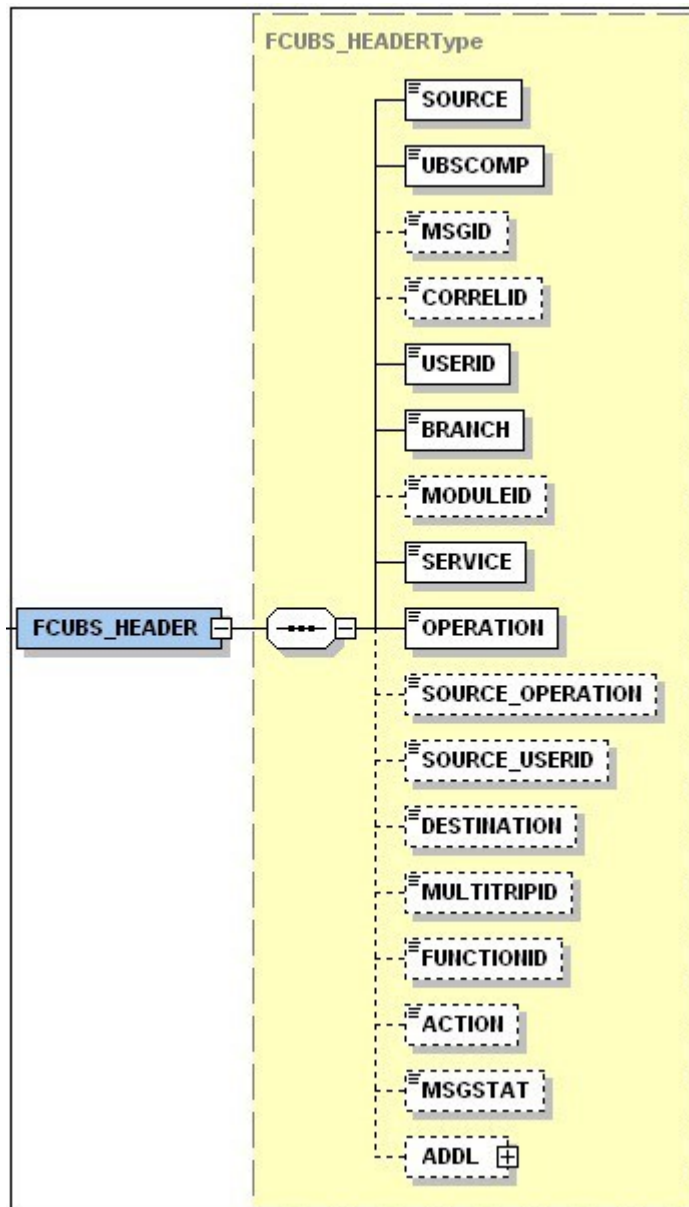 FCUBS_HEADERType
SOURCE
UBSCOMP
MSGID
CORRELID
USERID
BRANCH
MODULEID
SERVICE
FCUBS_HEADER
OPERATION
SOURCE_OPERATION
SOURCE_USERID
DESTINATION
MULTITRIPID
FUNCTIONID
ACTION
MSGSTAT
ADDL